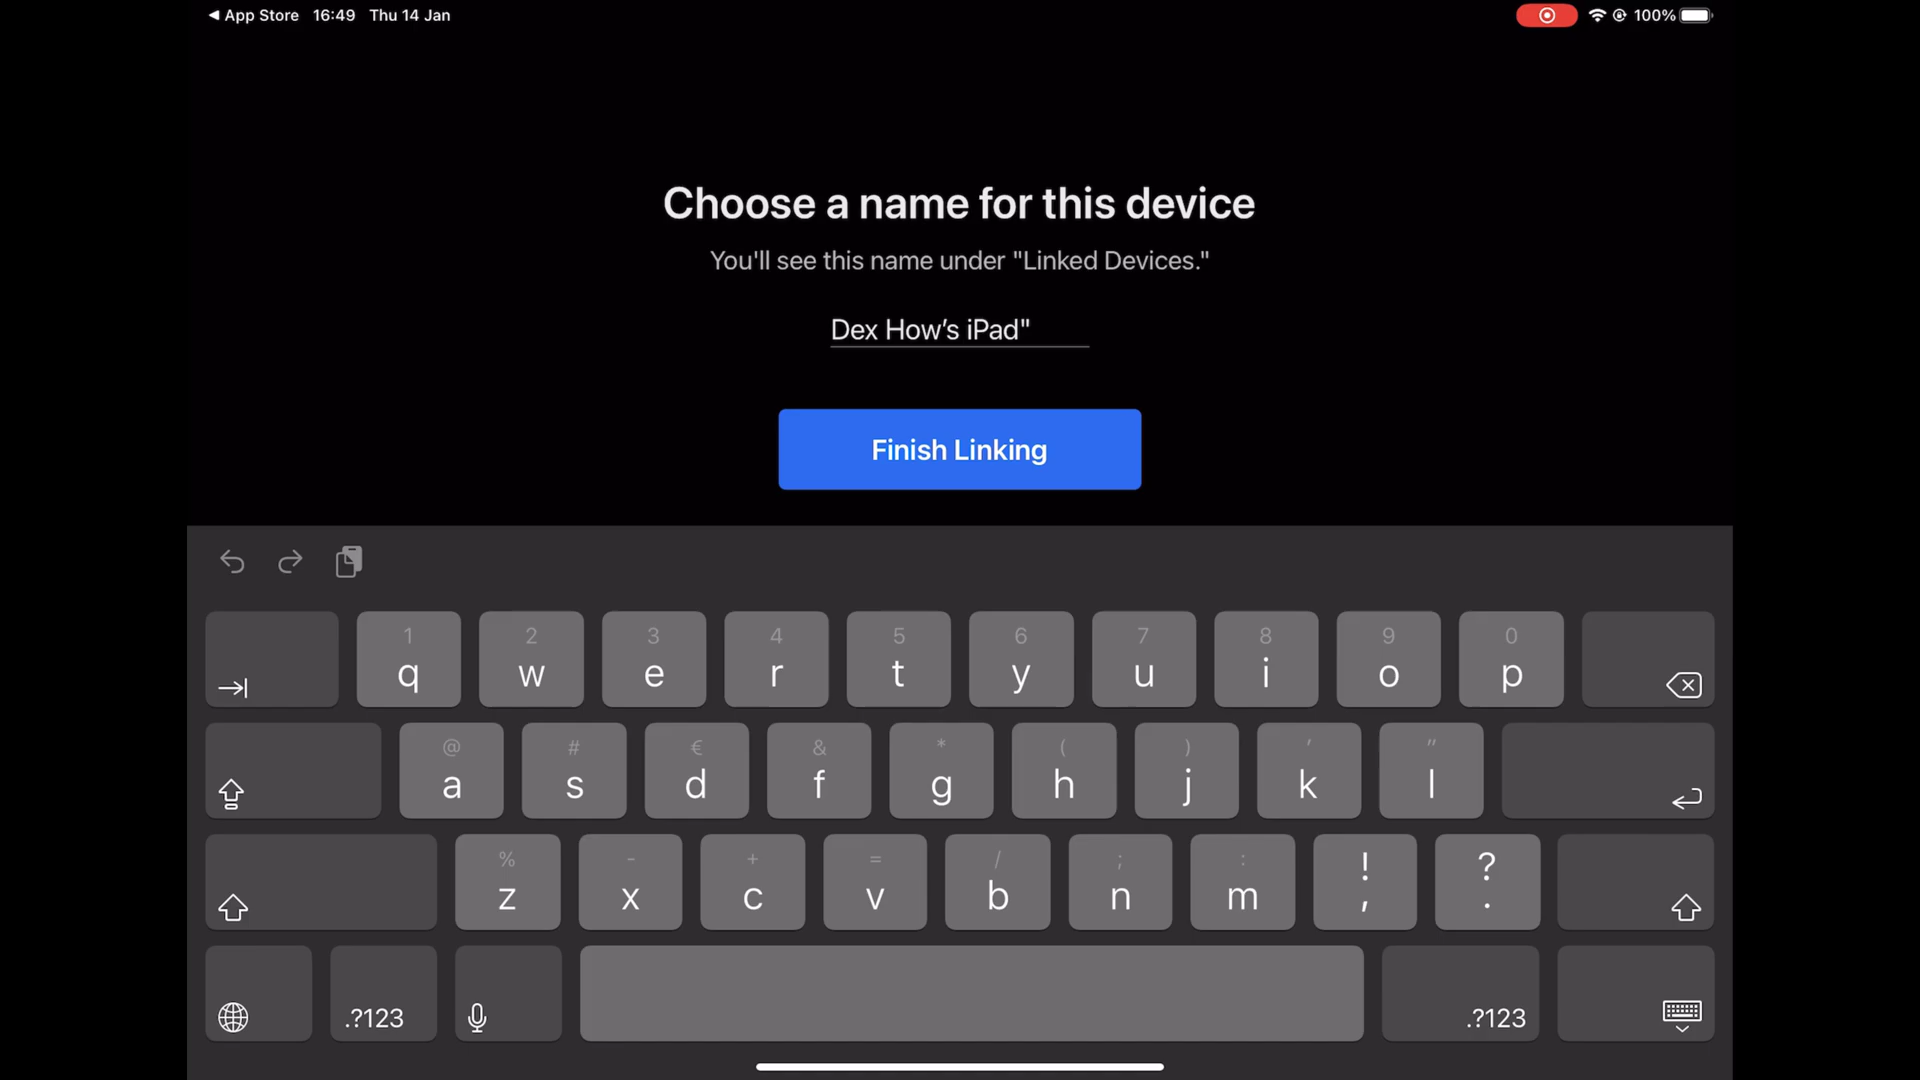 ◀ App Store 16:49 Thu 14 Jan 100%
Choose a name for this device
You'll see this name under "Linked Devices."
Dex How’s iPad"
Finish Linking
1 2 3 4 5 6 7 8 9 0
q w e r t y u i o p
@ # € & * ( ) ' "
a s d f g h j k l
% - + = / ; : ! ?
z x c v b n m , .
.?123 .?123